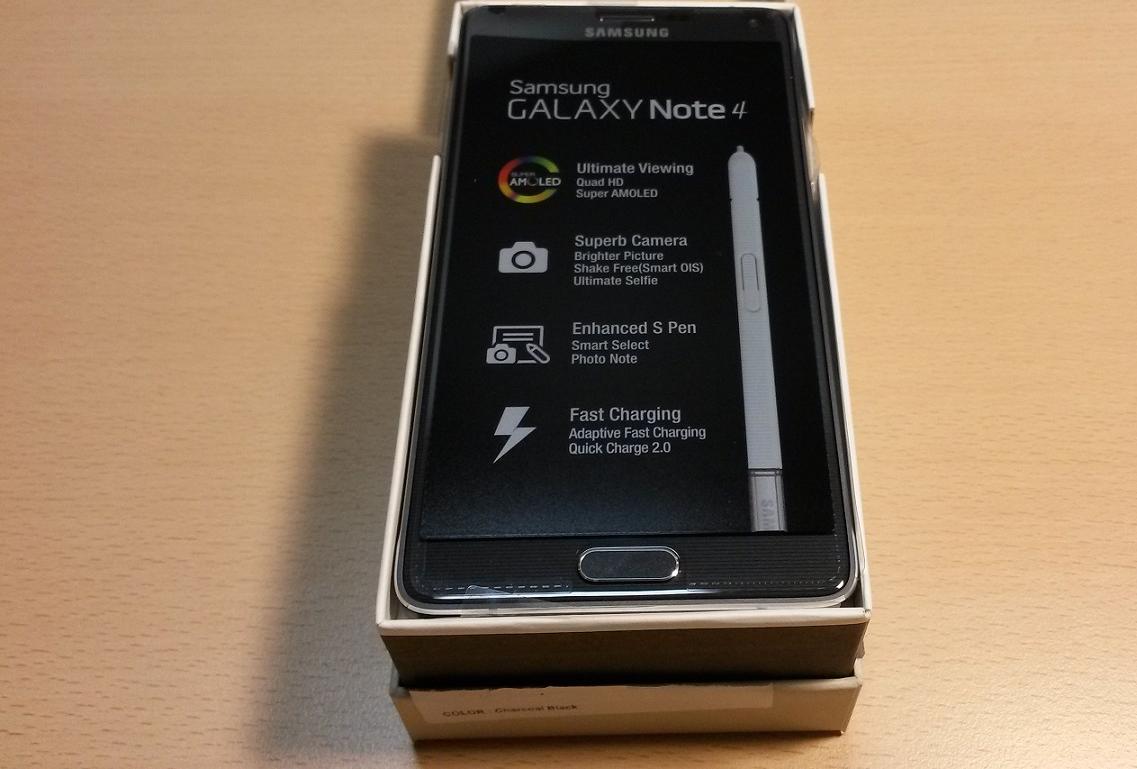 SAMSUNG
Samsung
GALAXY Note 4
SUPER
AMOLED
Ultimate Viewing
Quad HD
Super AMOLED
Superb Camera
Brighter Picture
Shake Free(Smart OIS)
Ultimate Selfie
Enhanced S Pen
Smart Select
Photo Note
Fast Charging
Adaptive Fast Charging
Quick Charge 2.0
SAM
COLOR : Charcoal Black